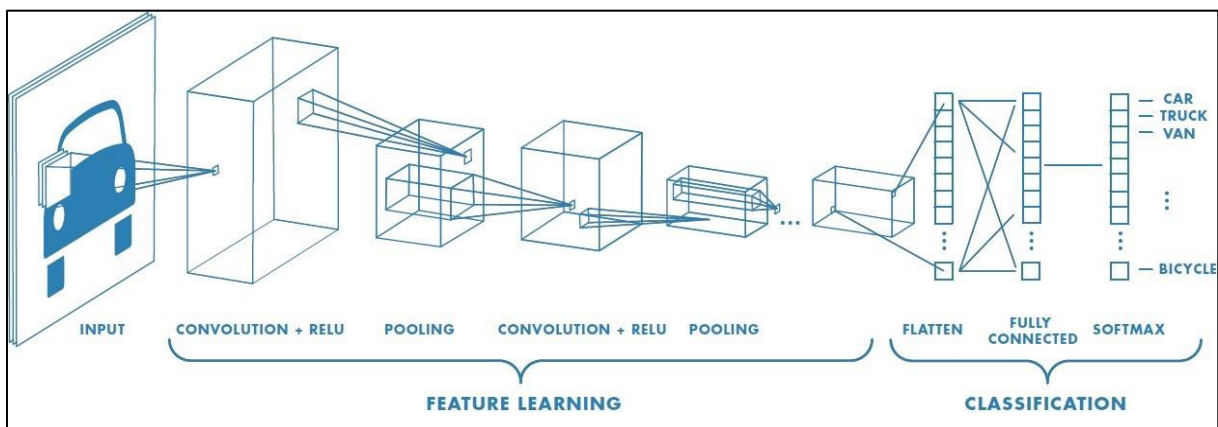 CAR
TRUCK
VAN
BICYCLE
INPUT
CONVOLUTION + RELU
POOLING
CONVOLUTION + RELU
POOLING
FLATTEN
FULLY
CONNECTED
SOFTMAX
FEATURE LEARNING
CLASSIFICATION